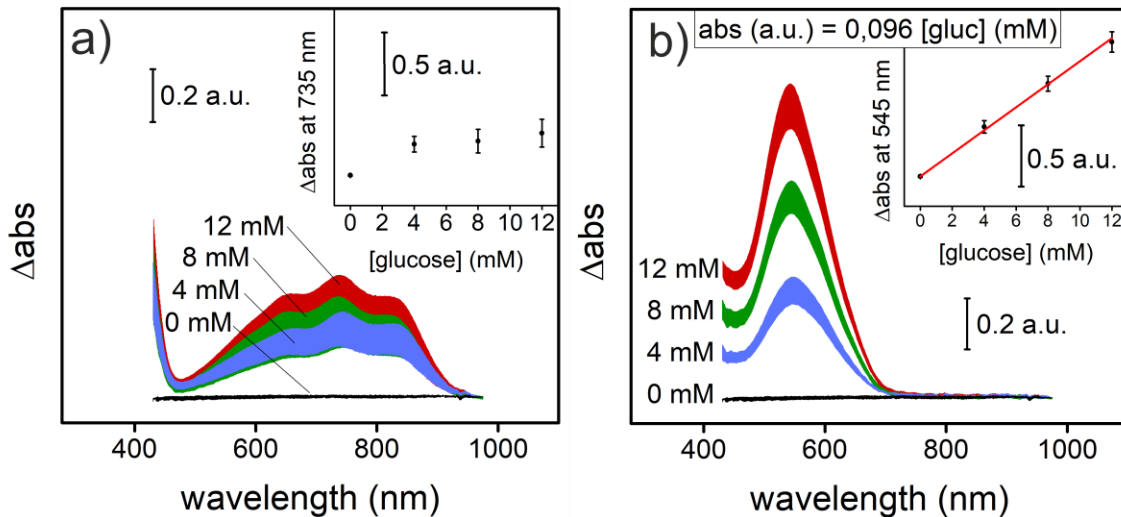 a)
0.2 a.u.
Δabs at 735 nm
0.5 a.u.
0 2 4 6 8 10 12
[glucose] (mM)
12 mM
8 mM
4 mM
0 mM
Δabs
400 600 800 1000
wavelength (nm)
b)
abs (a.u.) = 0,096 [gluc] (mM)
Δabs at 545 nm
0.5 a.u.
0 2 4 6 8 10 12
[glucose] (mM)
12 mM
8 mM
4 mM
0 mM
0.2 a.u.
Δabs
400 600 800 1000
wavelength (nm)